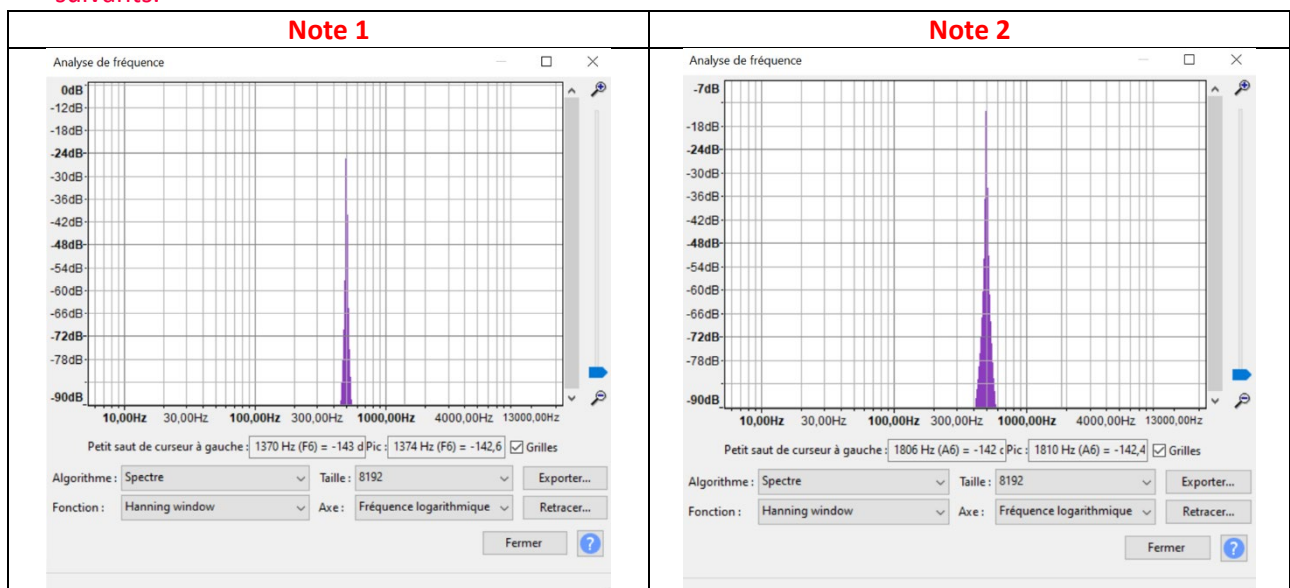 suivants.
Note 1
Note 2
Analyse de fréquence
0dB
-12dB
-18dB
-24dB
-30dB
-36dB
-42dB
-48dB
-54dB
-60dB
-66dB
-72dB
-78dB
-90dB
10,00Hz 30,00Hz 100,00Hz 300,00Hz 1000,00Hz 4000,00Hz 13000,00Hz
Petit saut de curseur à gauche : 1370 Hz (F6) = -143 d Pic : 1374 Hz (F6) = -142,6 Grilles
Algorithme : Spectre Taille : 8192 Exporter...
Fonction : Hanning window Axe : Fréquence logarithmique Retracer...
Fermer ?
Analyse de fréquence
-7dB
-18dB
-24dB
-30dB
-36dB
-42dB
-48dB
-54dB
-60dB
-66dB
-72dB
-78dB
-90dB
10,00Hz 30,00Hz 100,00Hz 300,00Hz 1000,00Hz 4000,00Hz 13000,00Hz
Petit saut de curseur à gauche : 1806 Hz (A6) = -142 Pic : 1810 Hz (A6) = -142,4 Grilles
Algorithme : Spectre Taille : 8192 Exporter...
Fonction : Hanning window Axe : Fréquence logarithmique Retracer...
Fermer ?